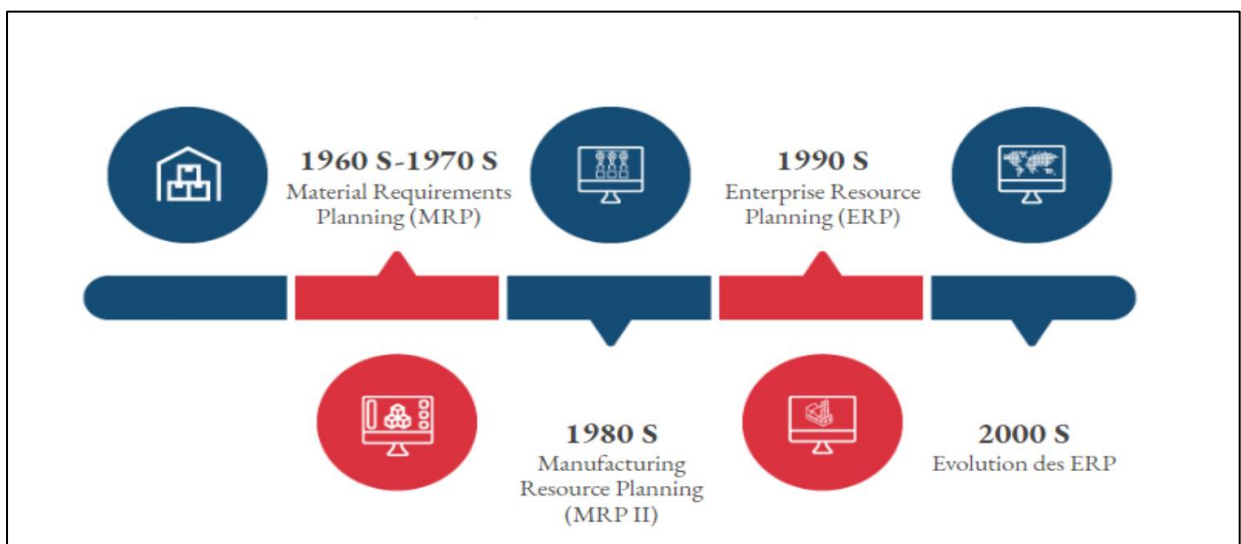 1960 S-1970 S
Material Requirements
Planning (MRP)
1980 S
Manufacturing
Resource Planning
(MRP II)
1990 S
Enterprise Resource
Planning (ERP)
2000 S
Evolution des ERP